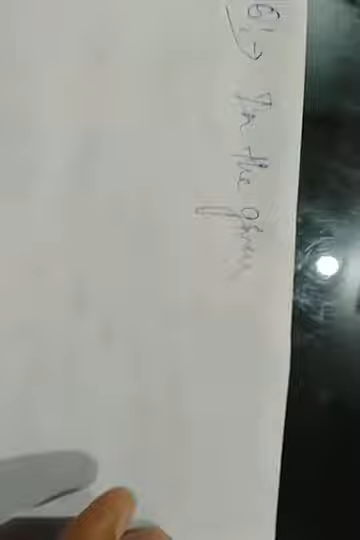 6:→ In the given